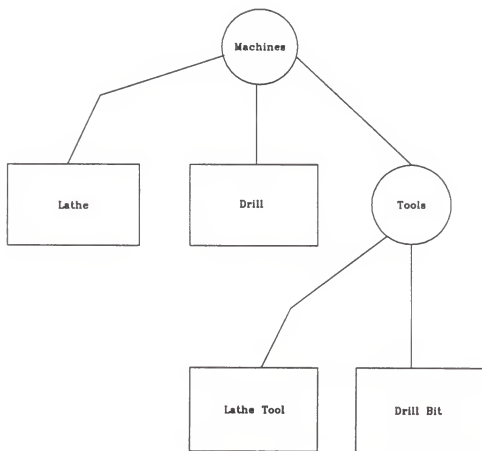 Machines
Lathe
Drill
Tools
Lathe Tool
Drill Bit